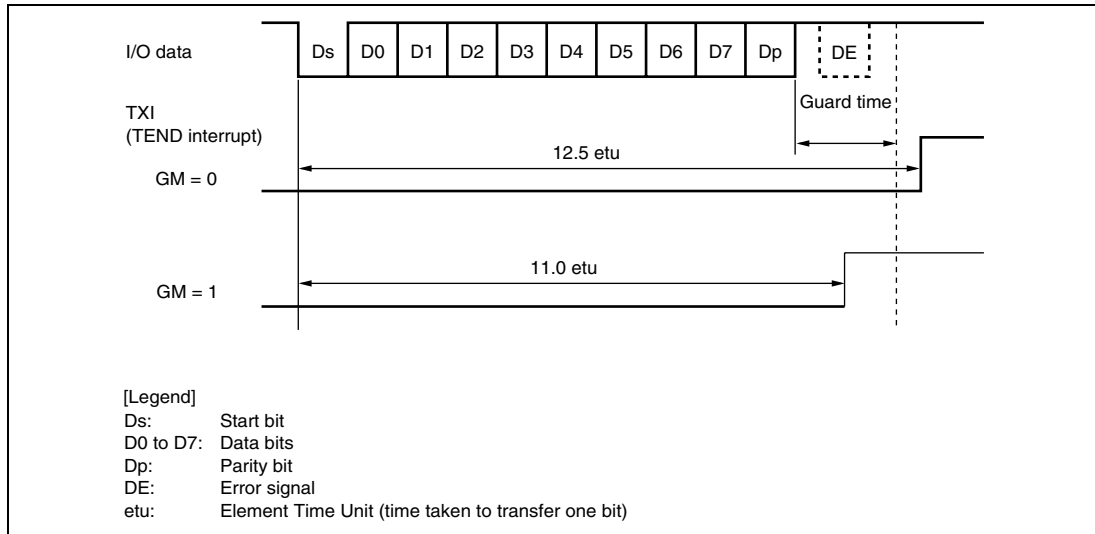 I/O data
Ds D0 D1 D2 D3 D4 D5 D6 D7 Dp DE
Guard time
TXI
(TEND interrupt)
12.5 etu
GM = 0
11.0 etu
GM = 1
[Legend]
Ds: Start bit
D0 to D7: Data bits
Dp: Parity bit
DE: Error signal
etu: Element Time Unit (time taken to transfer one bit)